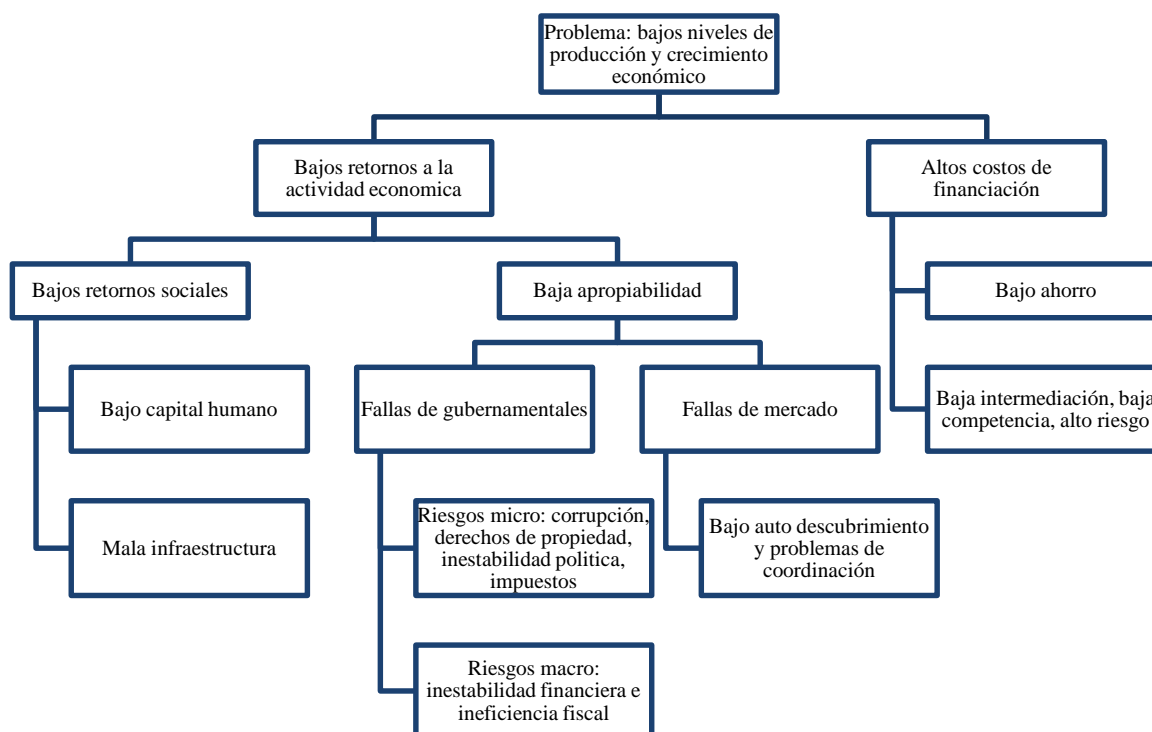 Problema: bajos niveles de
producción y crecimiento
económico
Bajos retornos a la
actividad economica
Altos costos de
financiación
Bajos retornos sociales
Baja apropiabilidad
Bajo ahorro
Bajo capital humano
Fallas de gubernamentales
Fallas de mercado
Baja intermediación, baja
competencia, alto riesgo
Mala infraestructura
Riesgos micro: corrupción,
derechos de propiedad,
inestabilidad politica,
impuestos
Bajo auto descubrimiento
y problemas de
coordinación
Riesgos macro:
inestabilidad financiera e
ineficiencia fiscal